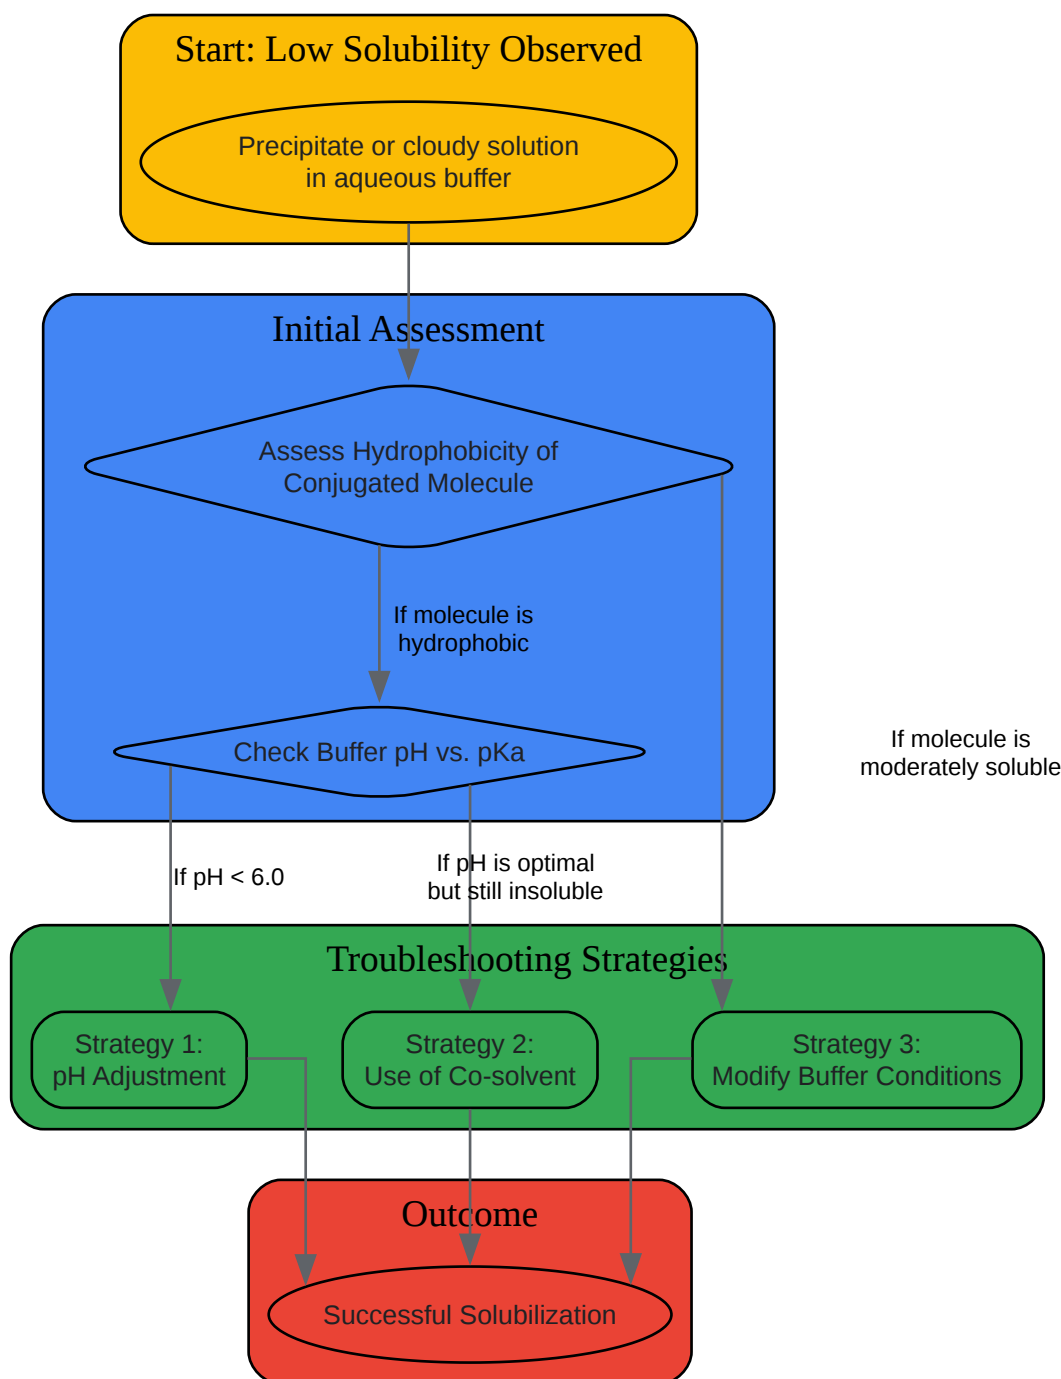 Start: Low Solubility Observed
Precipitate or cloudy solution
in aqueous buffer
Initial Assessment
Assess Hydrophobicity of
Conjugated Molecule
If molecule is
hydrophobic
Check Buffer pH vs. pKa
If molecule is
moderately soluble
If pH < 6.0
If pH is optimal
but still insoluble
Troubleshooting Strategies
Strategy 1:
pH Adjustment
Strategy 2:
Use of Co-solvent
Strategy 3:
Modify Buffer Conditions
Outcome
Successful Solubilization